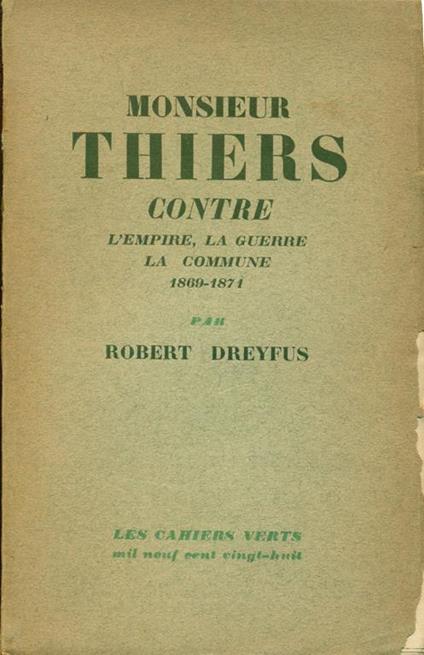 MONSIEUR
THIERS
CONTRE
L'EMPIRE, LA GUERRE
LA COMMUNE
1869-1871
PAR
ROBERT DREYFUS
LES CAHIERS VERTS
mil neuf cent vingt-huit